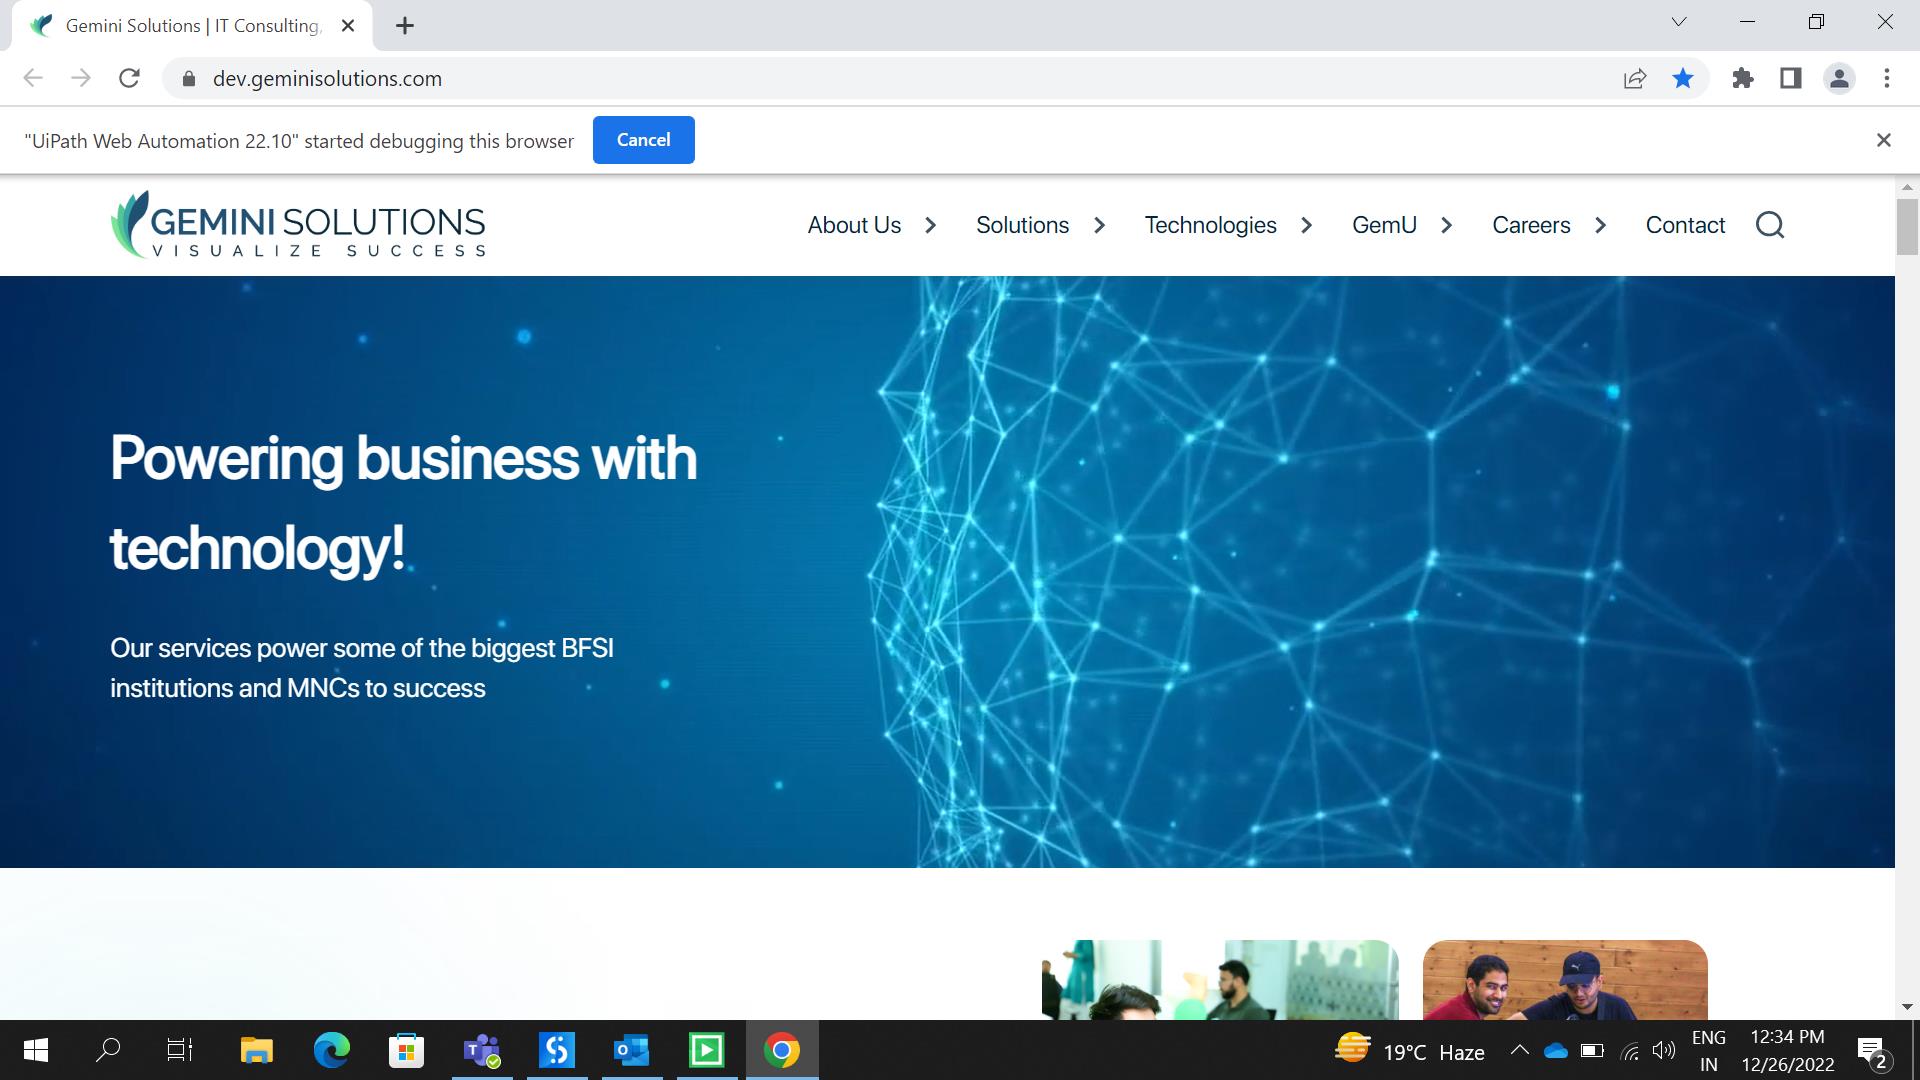 Gemini Solutions | IT Consulting,
dev.geminisolutions.com
"UiPath Web Automation 22.10" started debugging this browser
Cancel
GEMINI SOLUTIONS
VISUALIZE SUCCESS
About Us
Solutions
Technologies
GemU
Careers
Contact
Powering business with
technology!
Our services power some of the biggest BFSI
institutions and MNCs to success
19°C Haze
ENG
IN
12:34 PM
12/26/2022
2